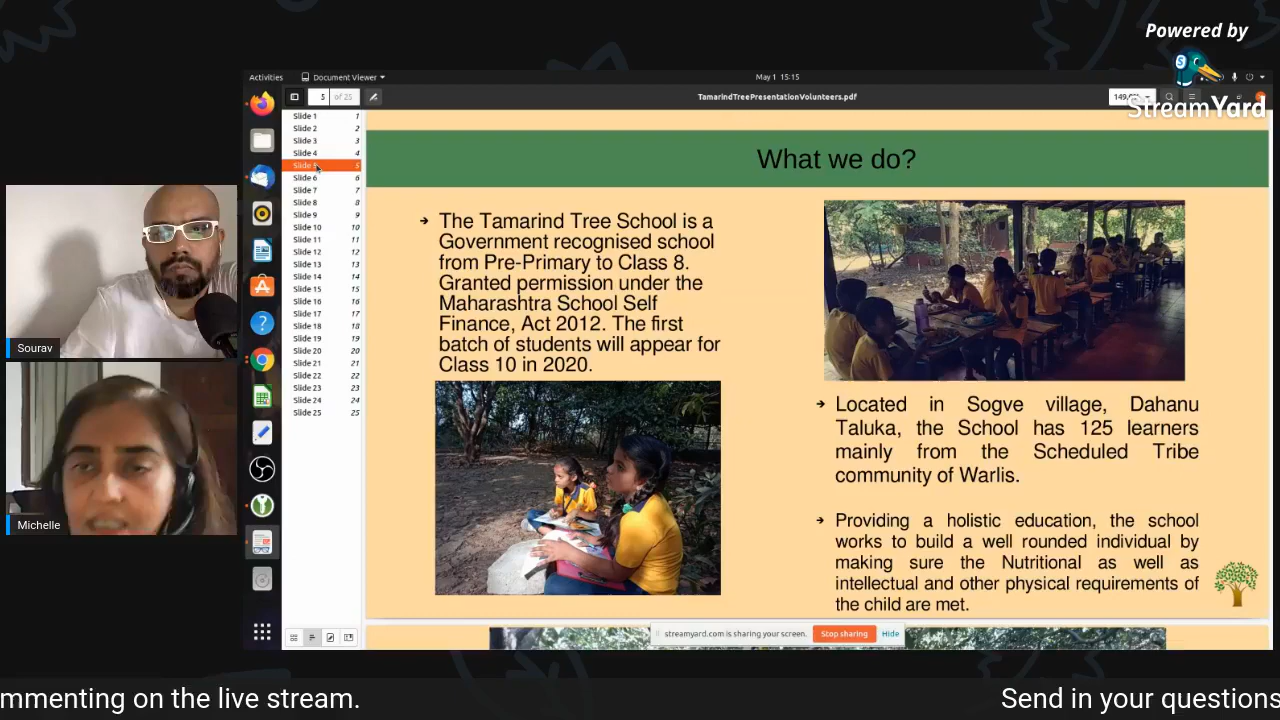 Powered by
StreamYard
Activities
Document Viewer
May 1 15:15
5 of 25
TamarindTreePresentationVolunteers.pdf
Slide 1 1
Slide 2 2
Slide 3 3
Slide 4 4
Slide 5 5
Slide 6 6
Slide 7 7
Slide 8 8
Slide 9 9
Slide 10 10
Slide 11 11
Slide 12 12
Slide 13 13
Slide 14 14
Slide 15 15
Slide 16 16
Slide 17 17
Slide 18 18
Slide 19 19
Slide 20 20
Slide 21 21
Slide 22 22
Slide 23 23
Slide 24 24
Slide 25 25
What we do?
The Tamarind Tree School is a
Government recognised school
from Pre-Primary to Class 8.
Granted permission under the
Maharashtra School Self
Finance, Act 2012. The first
batch of students will appear for
Class 10 in 2020.
Located in Sogve village, Dahanu
Taluka, the School has 125 learners
mainly from the Scheduled Tribe
community of Warlis.
Providing a holistic education, the school
works to build a well rounded individual by
making sure the Nutritional as well as
intellectual and other physical requirements of
the child are met.
streamyard.com is sharing your screen.
Stop sharing
Hide
Sourav
Michelle
mmenting on the live stream.
Send in your questions